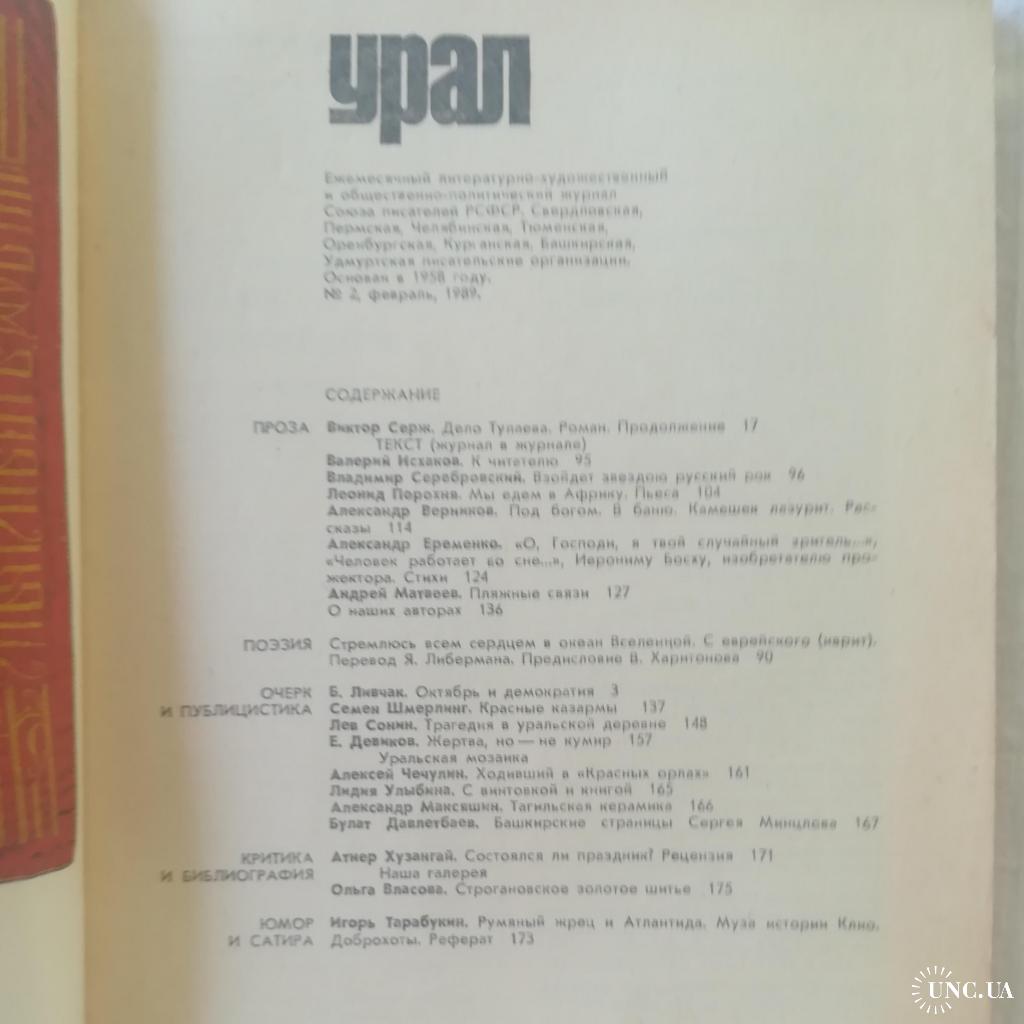 урал
Ежемесячный литературно-художественный
и общественно-политический журнал
Союза писателей РСФСР, Свердловская,
Пермская, Челябинская, Тюменская,
Оренбургская, Курганская, Башкирская,
Удмуртская писательские организации.
Основан в 1958 году.
№ 2, февраль, 1989.
СОДЕРЖАНИЕ
ПРОЗА Виктор Серж. Дело Тулаева. Роман. Продолжение 17
ТЕКСТ (журнал в журнале)
Валерий Исхаков. К читателю 95
Владимир Серебровский. Взойдет звездою русский рок 96
Леонид Порохня. Мы едем в Африку. Пьеса 104
Александр Верников. Под богом. В баню. Камешек лазурит. Рас-
сказы 114
Александр Еременко. «О, Господи, я твой случайный зритель...»,
«Человек работает во сне...», Иерониму Босху, изобретателю про-
жектора. Стихи 124
Андрей Матвеев. Пляжные связи 127
О наших авторах 136
ПОЭЗИЯ Стремлюсь всем сердцем в океан Вселенной. С еврейского (иврит).
Перевод Я. Либермана. Предисловие В. Харитонова 90
ОЧЕРК Б. Ливчак. Октябрь и демократия 3
И ПУБЛИЦИСТИКА Семен Шмерлинг. Красные казармы 137
Лев Сонин. Трагедия в уральской деревне 148
Е. Девиков. Жертва, но — не кумир 157
Уральская мозаика
Алексей Чечулин. Ходивший в «Красных орлах» 161
Лидия Улыбина. С винтовкой и книгой 165
Александр Максяшин. Тагильская керамика 166
Булат Давлетбаев. Башкирские страницы Сергея Минцлова 167
КРИТИКА Атнер Хузангай. Состоялся ли праздник? Рецензия 171
И БИБЛИОГРАФИЯ Наша галерея
Ольга Власова. Строгановское золотое шитье 175
ЮМОР Игорь Тарабукин. Румяный жрец и Атлантида. Муза истории Клио.
И САТИРА Доброхоты. Реферат 173
UNC.UA